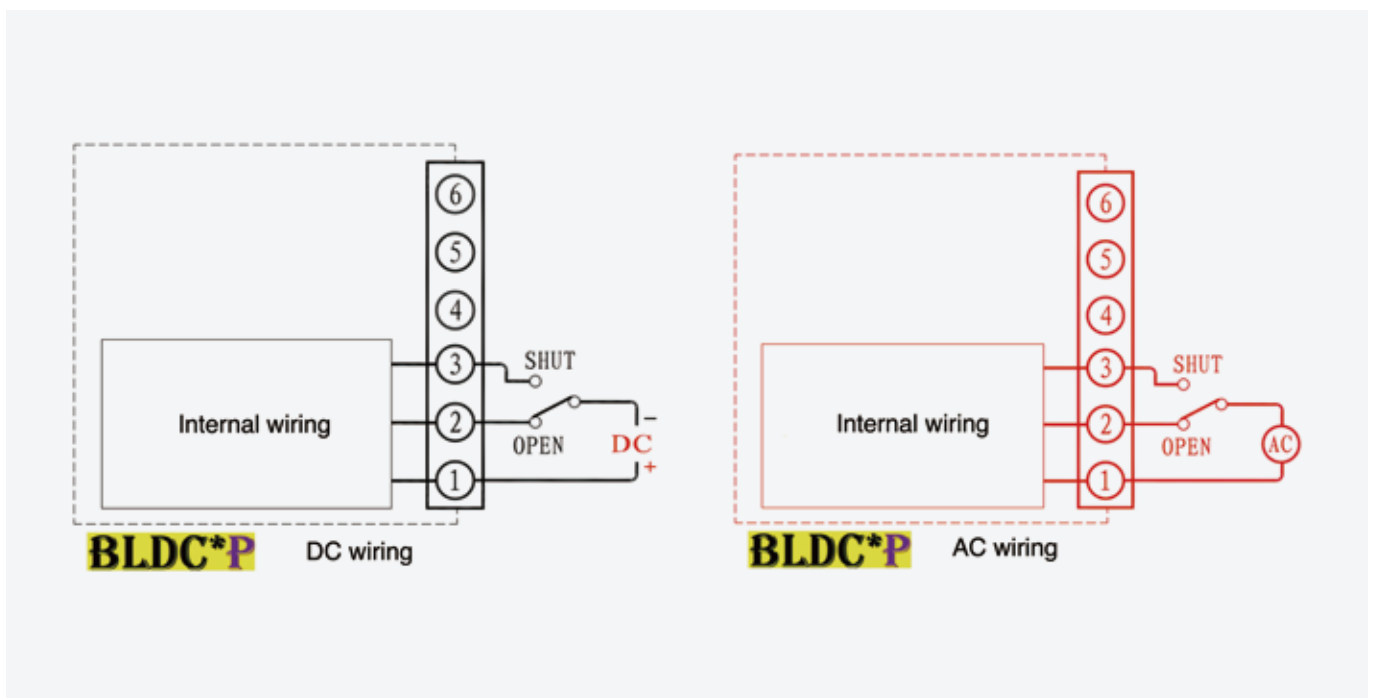 6
5
4
3
SHUT
Internal wiring
2
−
OPEN
DC
+
1
BLDC*P
DC wiring
6
5
4
3
SHUT
Internal wiring
2
OPEN
AC
1
BLDC*P
AC wiring